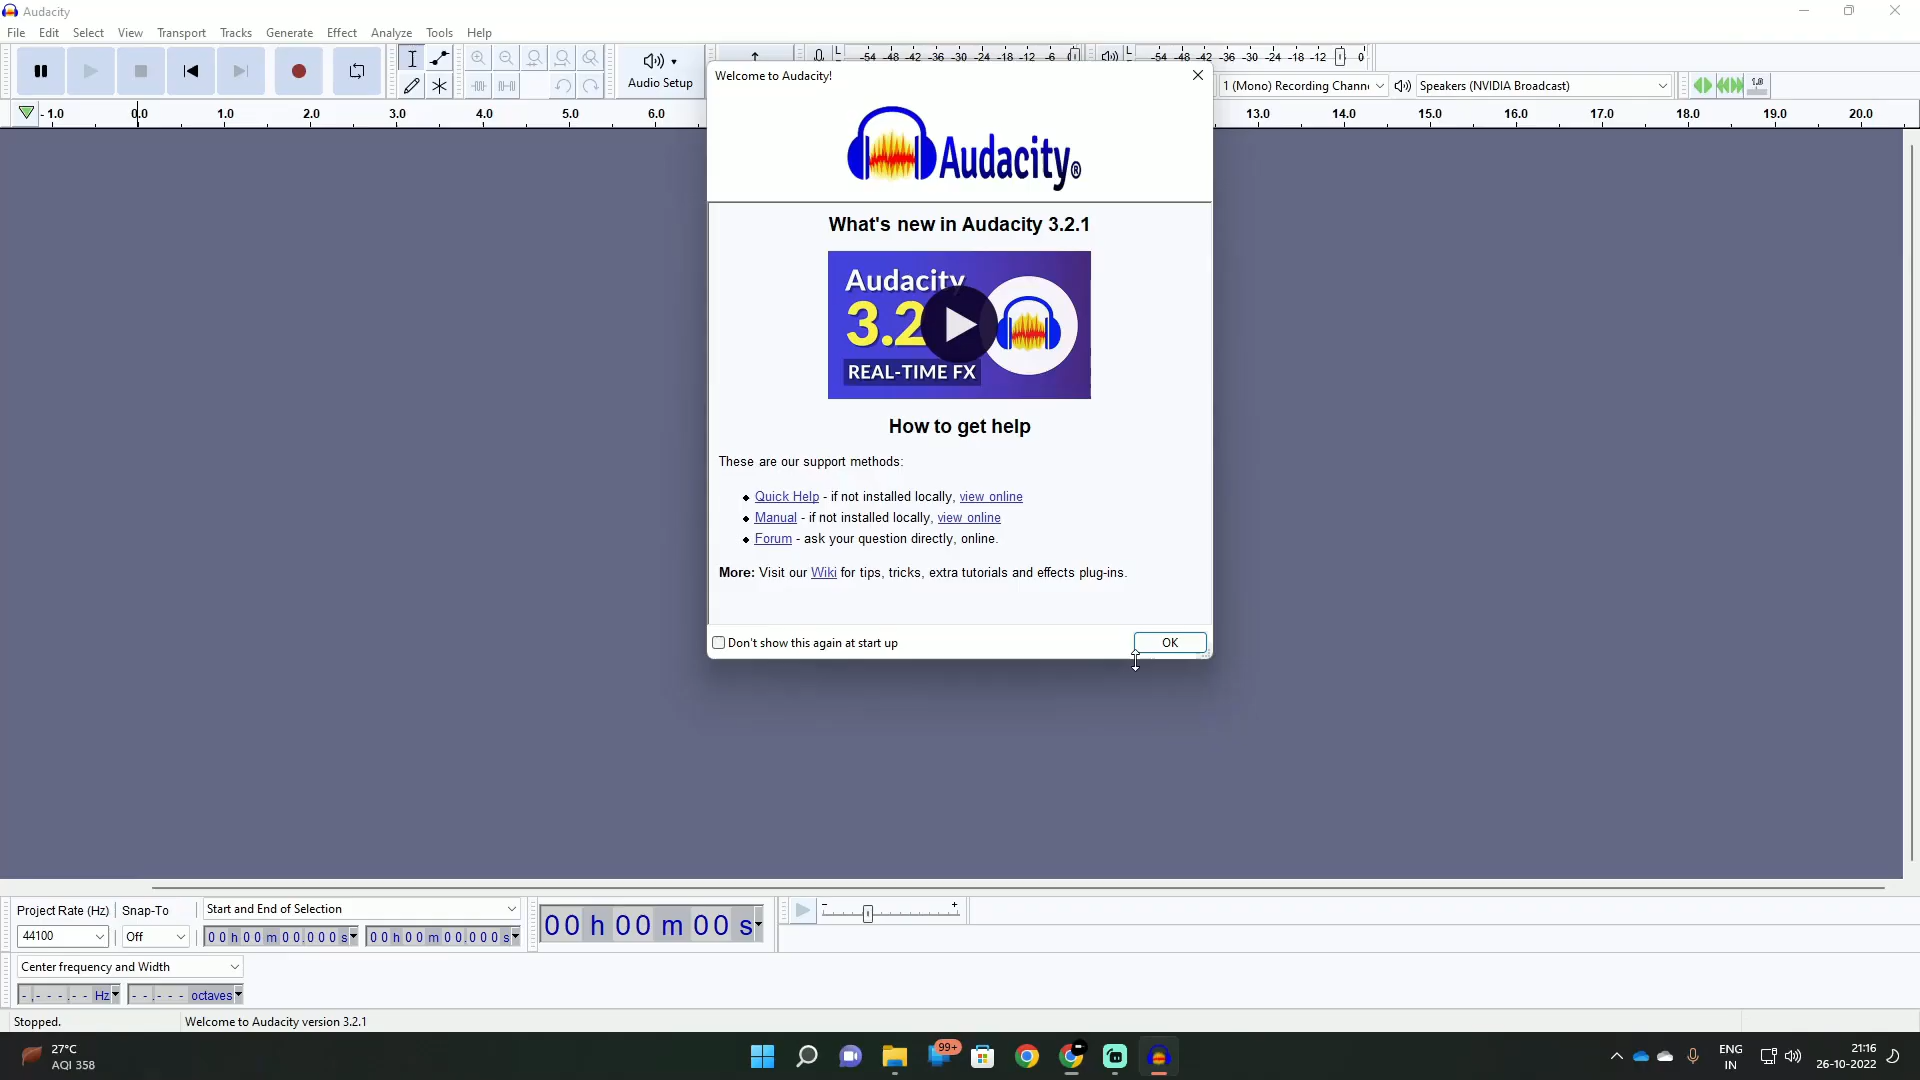 Audacity
File Edit Select View Transport Tracks Generate Effect Analyze Tools Help
Audio Setup
L -54 -48 -42 -36 -30 -24 -18 -12 -6 0
L -54 -48 -42 -36 -30 -24 -18 -12 0
1 (Mono) Recording Chann
Speakers (NVIDIA Broadcast)
1.0
- 1.0 0.0 1.0 2.0 3.0 4.0 5.0 6.0 13.0 14.0 15.0 16.0 17.0 18.0 19.0 20.0
Welcome to Audacity!
Audacity®
What's new in Audacity 3.2.1
Audacity
3.2
REAL-TIME FX
How to get help
These are our support methods:
Quick Help - if not installed locally, view online
Manual - if not installed locally, view online
Forum - ask your question directly, online.
More: Visit our Wiki for tips, tricks, extra tutorials and effects plug-ins.
Don't show this again at start up
OK
Project Rate (Hz) Snap-To Start and End of Selection
44100 Off 00 h 00 m 00.000 s 00 h 00 m 00.000 s
00 h 00 m 00 s
- +
Center frequency and Width
-,---.-- Hz --.--- octaves
Stopped. Welcome to Audacity version 3.2.1
27°C
AQI 358
99+
ENG
IN
21:16
26-10-2022